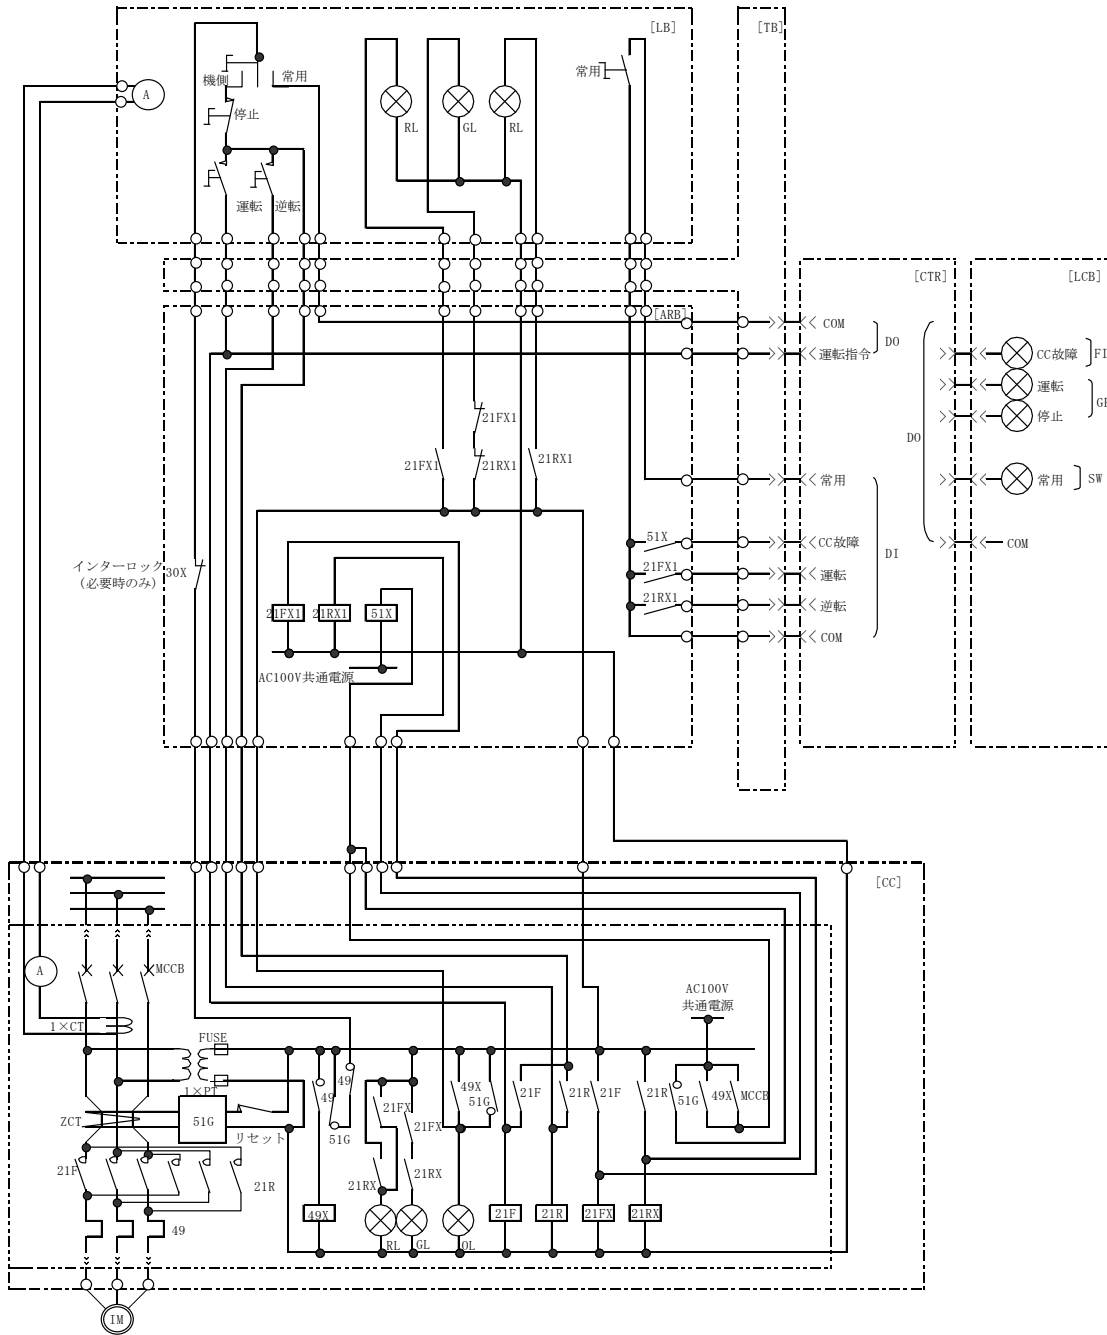 [LB]
[TB]
常用
機側
常用
A
停止
RL
GL
RL
運転
逆転
[CTR]
[LCB]
[ARB]
COM
DO
運転指令
CC故障
運転
停止
DO
21FX1
21FX1
21RX1
21RX1
常用
常用
SW
51X
CC故障
COM
DI
21FX1
運転
インターロック
(必要時のみ)
30X
21RX1
逆転
21FX1
21RX1
51X
COM
AC100V共通電源
[CC]
A
MCCB
AC100V
共通電源
1×CT
FUSE
1×PT
49
49
49X
51G
21F
21R
21F
21R
51G
49X
MCCB
ZCT
51G
リセット
51G
21FX
21FX
21F
21R
21RX
21RX
49
49X
21F
21R
21FX
21RX
RL
GL
OL
IM